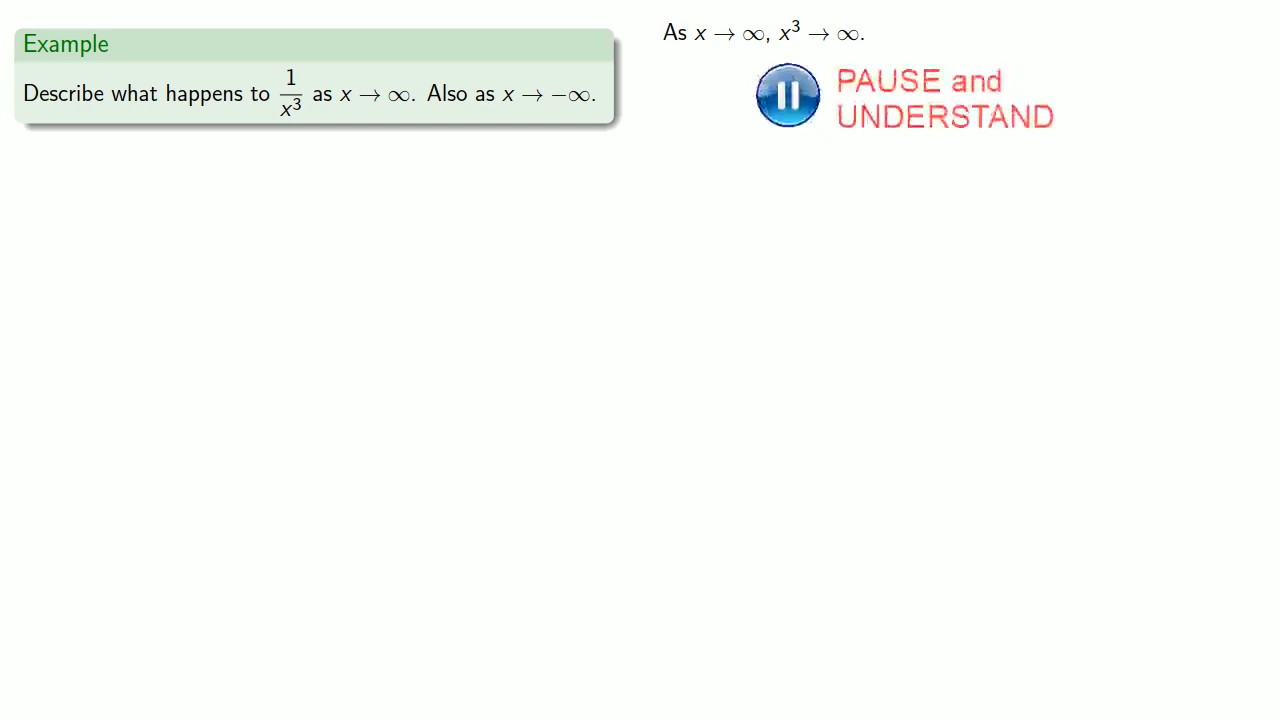 Example
Describe what happens to 1/x³ as x → ∞. Also as x → −∞.
As x → ∞, x³ → ∞.
PAUSE and
UNDERSTAND